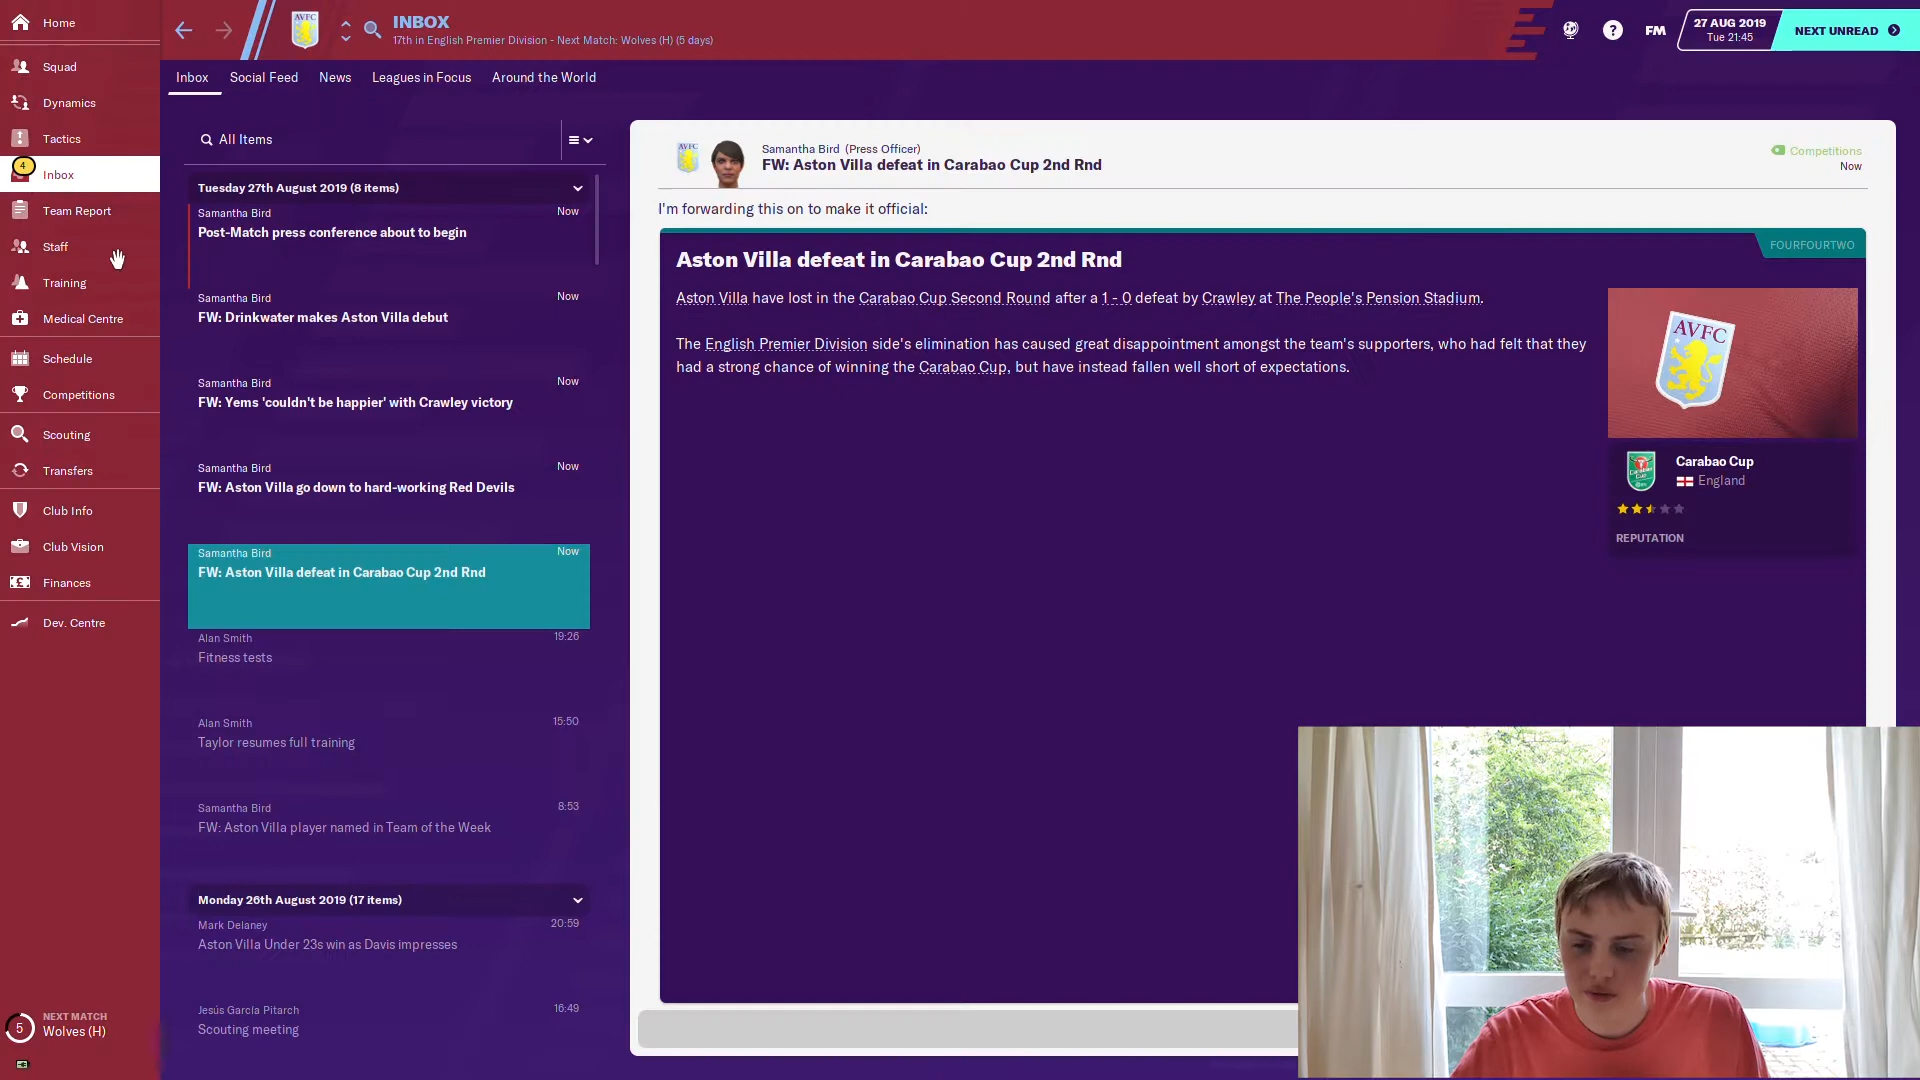 Home
Squad
Dynamics
Tactics
4
Inbox
Team Report
Staff
Training
Medical Centre
Schedule
Competitions
Scouting
Transfers
Club Info
Club Vision
Finances
Dev. Centre
5
NEXT MATCH
Wolves (H)
AVFC
INBOX
17th in English Premier Division - Next Match: Wolves (H) (5 days)
?
FM
27 AUG 2019
Tue 21:45
NEXT UNREAD
Inbox
Social Feed
News
Leagues in Focus
Around the World
All Items
Tuesday 27th August 2019 (8 items)
Samantha Bird
Now
Post-Match press conference about to begin
Samantha Bird
Now
FW: Drinkwater makes Aston Villa debut
Samantha Bird
Now
FW: Yems 'couldn't be happier' with Crawley victory
Samantha Bird
Now
FW: Aston Villa go down to hard-working Red Devils
Samantha Bird
Now
FW: Aston Villa defeat in Carabao Cup 2nd Rnd
Alan Smith
19:26
Fitness tests
Alan Smith
15:50
Taylor resumes full training
Samantha Bird
8:53
FW: Aston Villa player named in Team of the Week
Monday 26th August 2019 (17 items)
Mark Delaney
20:59
Aston Villa Under 23s win as Davis impresses
Jesús García Pitarch
16:49
Scouting meeting
AVFC
Samantha Bird (Press Officer)
FW: Aston Villa defeat in Carabao Cup 2nd Rnd
Competitions
Now
I'm forwarding this on to make it official:
FOURFOURTWO
Aston Villa defeat in Carabao Cup 2nd Rnd
Aston Villa have lost in the Carabao Cup Second Round after a 1 - 0 defeat by Crawley at The People's Pension Stadium.
The English Premier Division side's elimination has caused great disappointment amongst the team's supporters, who had felt that they
had a strong chance of winning the Carabao Cup, but have instead fallen well short of expectations.
AVFC
Carabao Cup
England
REPUTATION